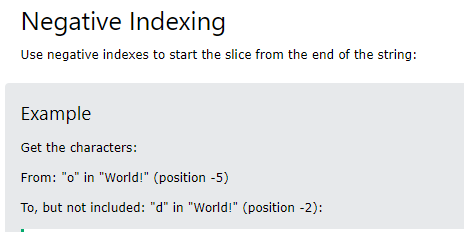 Negative Indexing
Use negative indexes to start the slice from the end of the string:
Example
Get the characters:
From: "o" in "World!" (position -5)
To, but not included: "d" in "World!" (position -2):